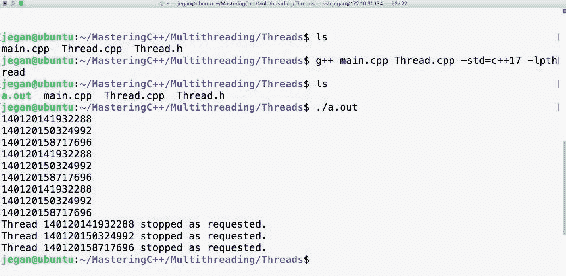 jegan@ubuntu:~/MasteringC++/Multithreading/Threads$ ls
main.cpp  Thread.cpp  Thread.h
jegan@ubuntu:~/MasteringC++/Multithreading/Threads$ g++ main.cpp Thread.cpp -std=c++17 -lpth
read
jegan@ubuntu:~/MasteringC++/Multithreading/Threads$ ls
a.out  main.cpp  Thread.cpp  Thread.h
jegan@ubuntu:~/MasteringC++/Multithreading/Threads$ ./a.out
140120141932288
140120150324992
140120158717696
140120141932288
140120150324992
140120158717696
140120141932288
140120150324992
140120158717696
Thread 140120141932288 stopped as requested.
Thread 140120150324992 stopped as requested.
Thread 140120158717696 stopped as requested.
jegan@ubuntu:~/MasteringC++/Multithreading/Threads$